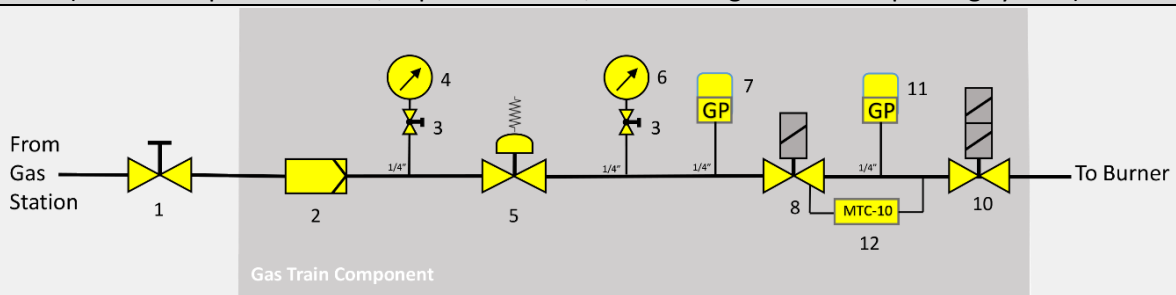 4
6
7
11
GP
GP
3
3
From
Gas
Station
1/4"
1/4"
1/4"
1/4"
To Burner
1
2
5
8
MTC-10
10
12
Gas Train Component